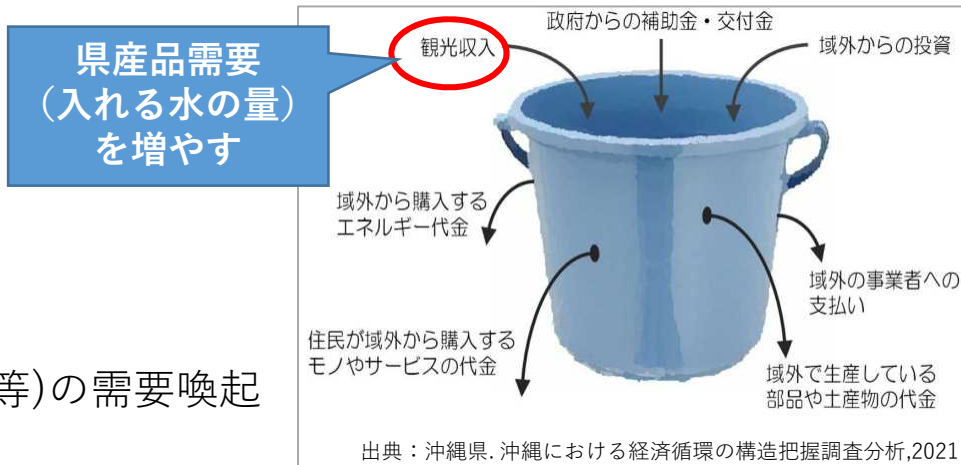 県産品需要
（入れる水の量）
を増やす
政府からの補助金・交付金
観光収入
域外からの投資
域外から購入する
エネルギー代金
域外の事業者への
支払い
住民が域外から購入する
モノやサービスの代金
域外で生産している
部品や土産物の代金
等)の需要喚起
出典：沖縄県. 沖縄における経済循環の構造把握調査分析,2021